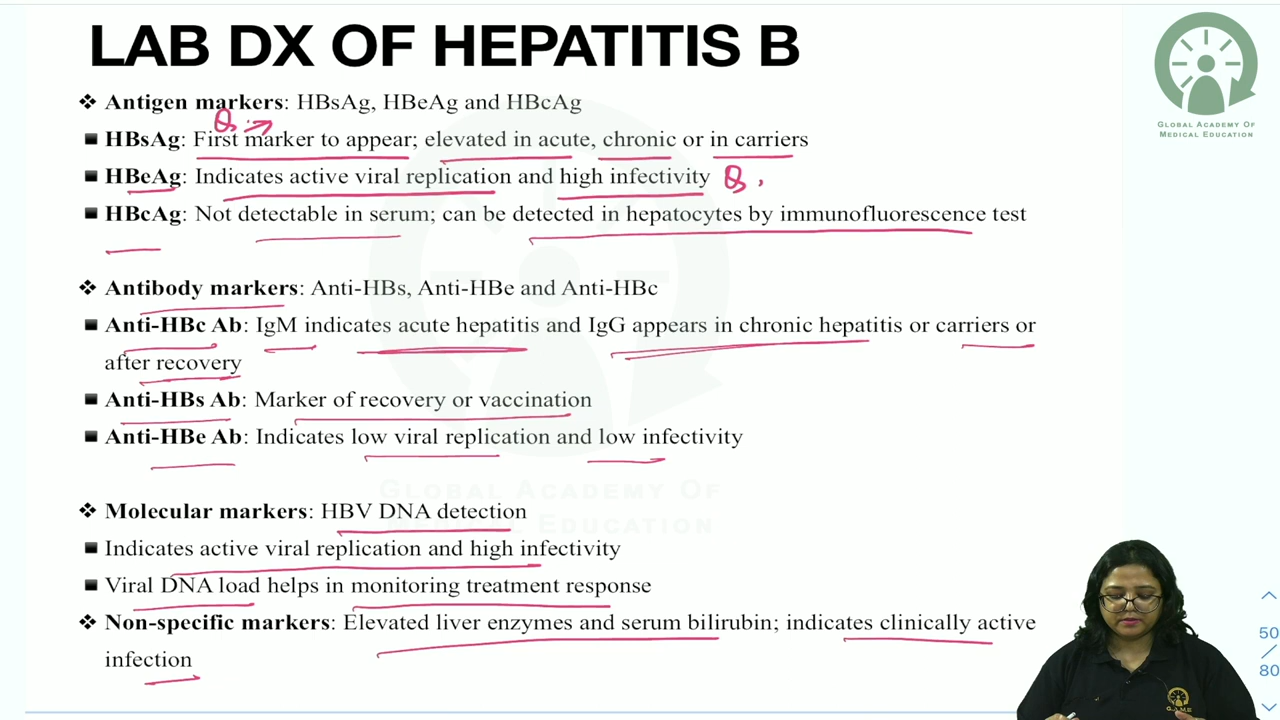 LAB DX OF HEPATITIS B
GLOBAL ACADEMY OF
MEDICAL EDUCATION
❖ Antigen markers: HBsAg, HBeAg and HBcAg
Q.
■ HBsAg: First marker to appear; elevated in acute, chronic or in carriers
■ HBeAg: Indicates active viral replication and high infectivity Q.
■ HBcAg: Not detectable in serum; can be detected in hepatocytes by immunofluorescence test
❖ Antibody markers: Anti-HBs, Anti-HBe and Anti-HBc
■ Anti-HBc Ab: IgM indicates acute hepatitis and IgG appears in chronic hepatitis or carriers or
after recovery
■ Anti-HBs Ab: Marker of recovery or vaccination
■ Anti-HBe Ab: Indicates low viral replication and low infectivity
GLOBAL ACADEMY OF
MEDICAL EDUCATION
❖ Molecular markers: HBV DNA detection
■ Indicates active viral replication and high infectivity
■ Viral DNA load helps in monitoring treatment response
❖ Non-specific markers: Elevated liver enzymes and serum bilirubin; indicates clinically active
infection
50
/
80
G.A.M.E